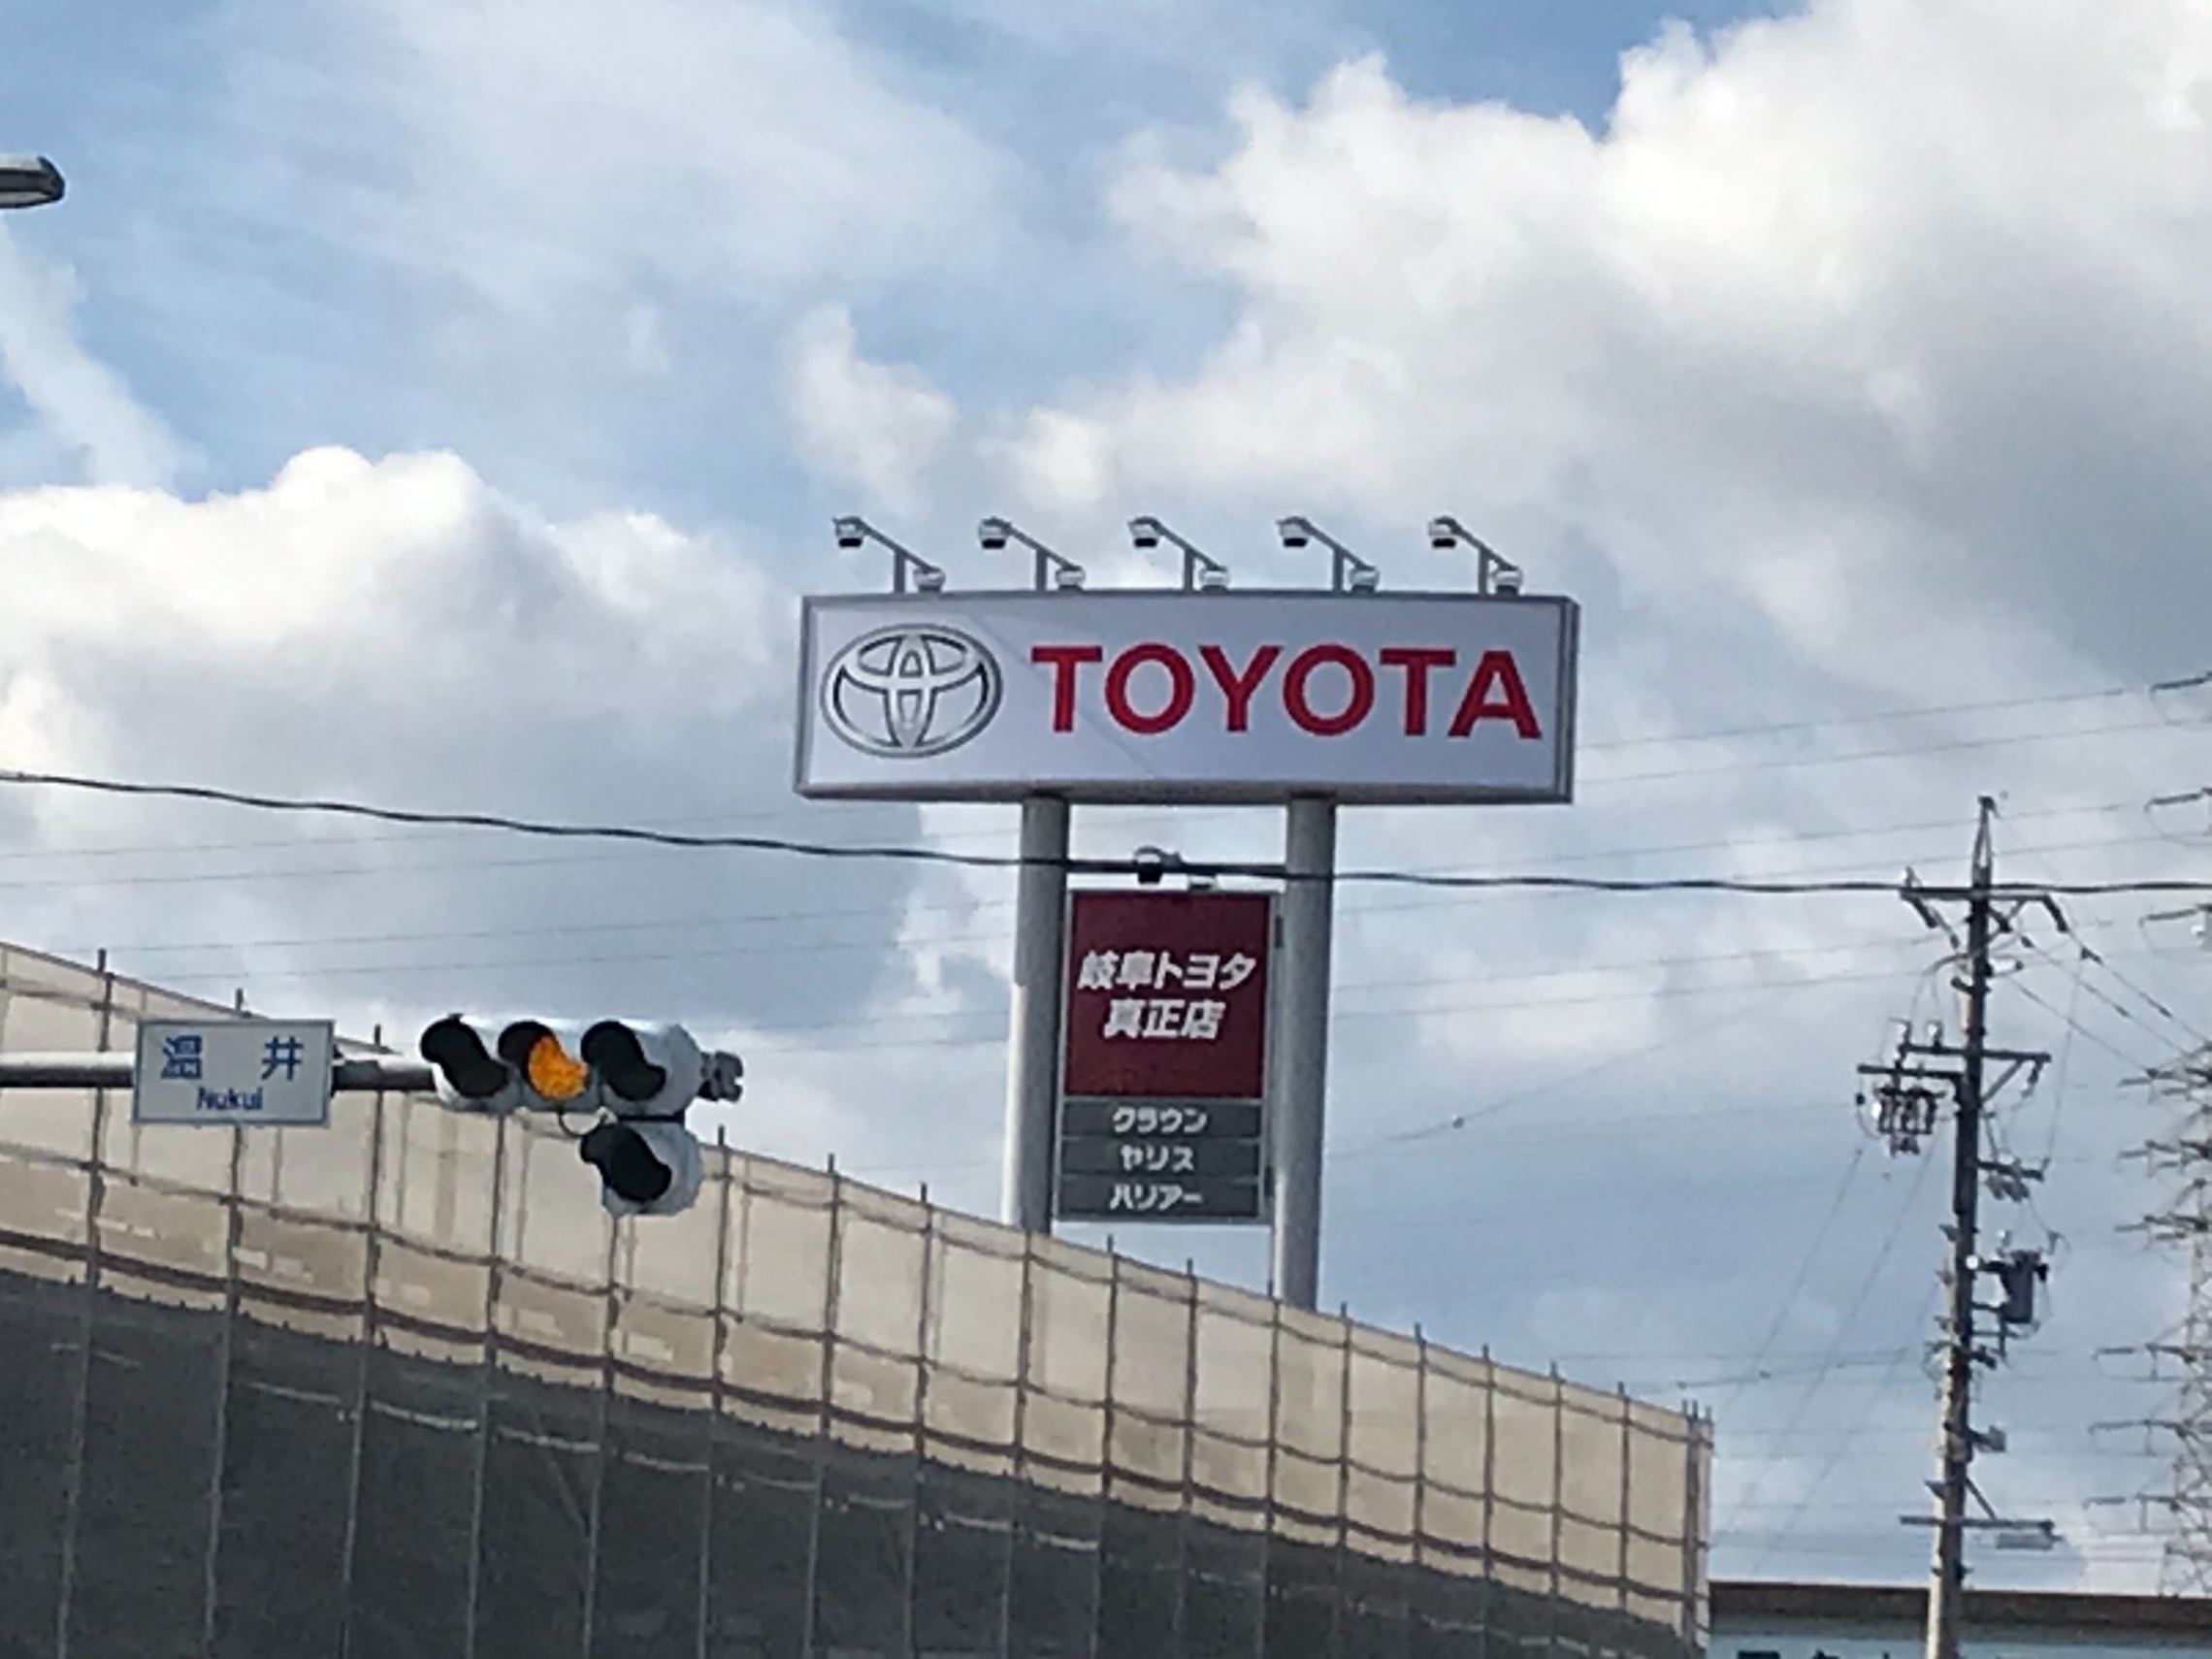 TOYOTA
岐阜トヨタ
真正店
クラウン
ヤリス
ハリアー
温井
Nukui